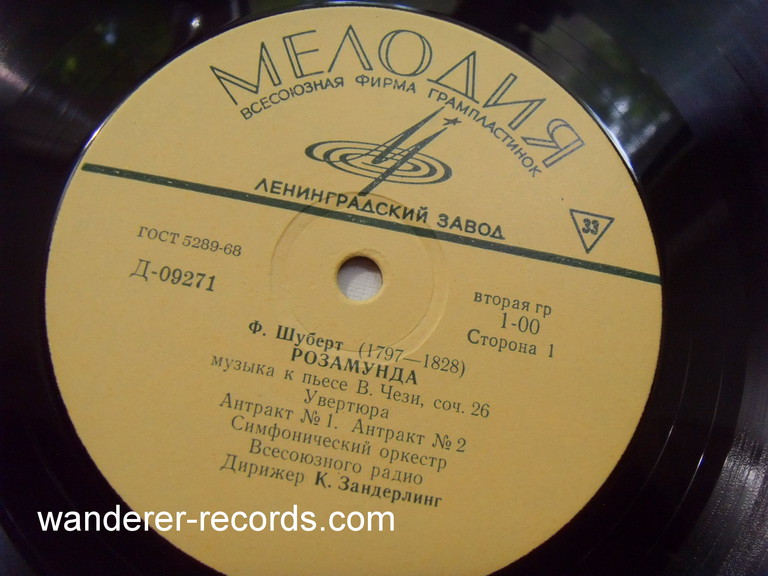 МЕЛОДИЯ
ВСЕСОЮЗНАЯ ФИРМА ГРАМПЛАСТИНОК
ЛЕНИНГРАДСКИЙ ЗАВОД
33
ГОСТ 5289-68
Д-09271
вторая гр
1-00
Сторона 1
Ф. Шуберт (1797—1828)
РОЗАМУНДА
музыка к пьесе В. Чези, соч. 26
Увертюра
Антракт № 1. Антракт № 2
Симфонический оркестр
Всесоюзного радио
Дирижер К. Зандерлинг
wanderer-records.com